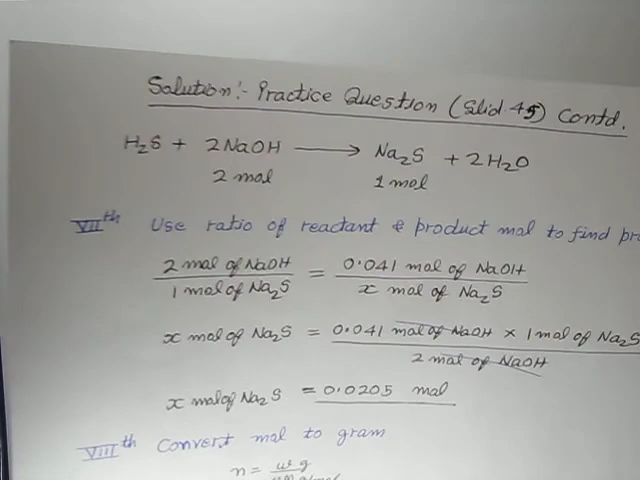 Solution:- Practice Question (Slid 45) Contd.
H₂S + 2NaOH ⟶ Na₂S + 2H₂O
2 mol 1 mol
VIIth Use ratio of reactant & product mol to find pro
2 mol of NaOH / 1 mol of Na₂S = 0.041 mol of NaOH / x mol of Na₂S
x mol of Na₂S = 0.041 mol of NaOH × 1 mol of Na₂S / 2 mol of NaOH
x mol of Na₂S = 0.0205 mol
VIIIth Convert mol to gram
n = w g